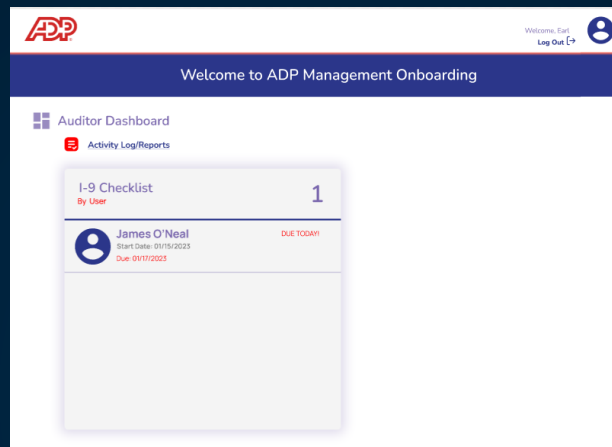 ADP
Welcome, Earl
Log Out
Welcome to ADP Management Onboarding
Auditor Dashboard
Activity Log/Reports
I-9 Checklist
1
By User
James O'Neal
DUE TODAY!
Start Date: 01/15/2023
Due: 01/17/2023